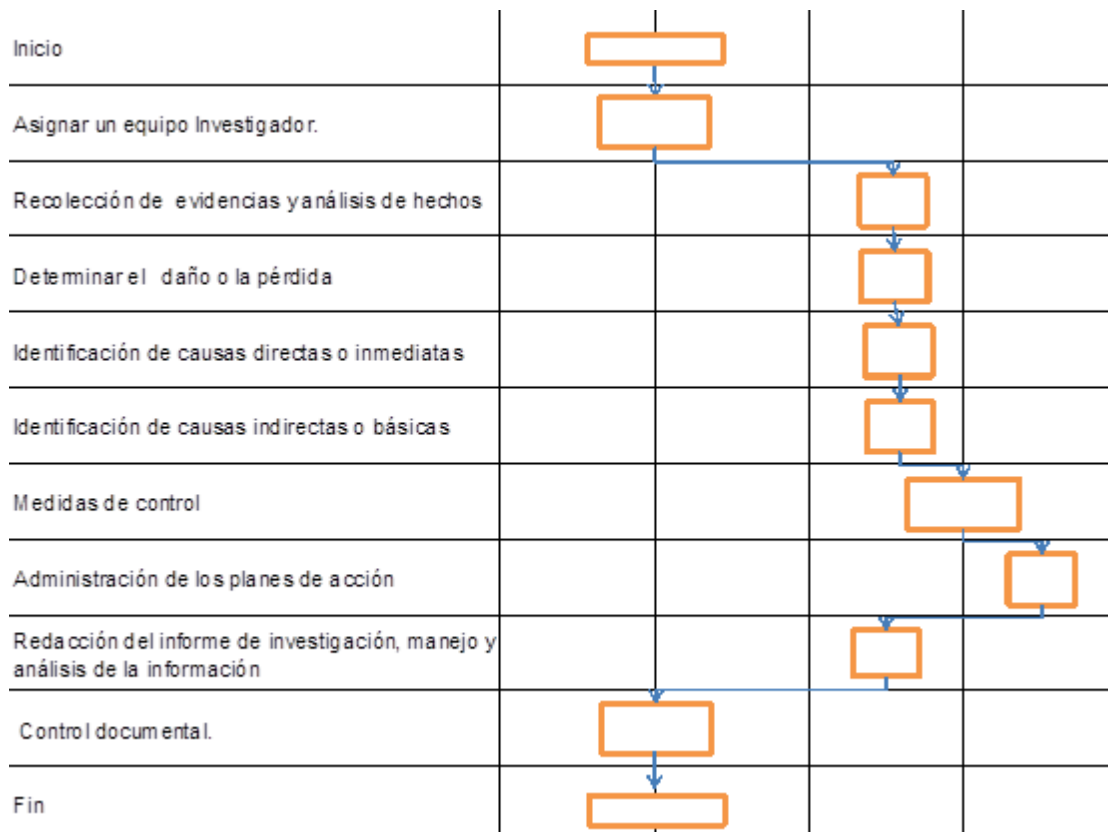 Inicio
Asignar un equipo Investigador.
Recolección de evidencias y análisis de hechos
Determinar el daño o la pérdida
Identificación de causas directas o inmediatas
Identificación de causas indirectas o básicas
Medidas de control
Administración de los planes de acción
Redacción del informe de investigación, manejo y
análisis de la información
Control documental.
Fin